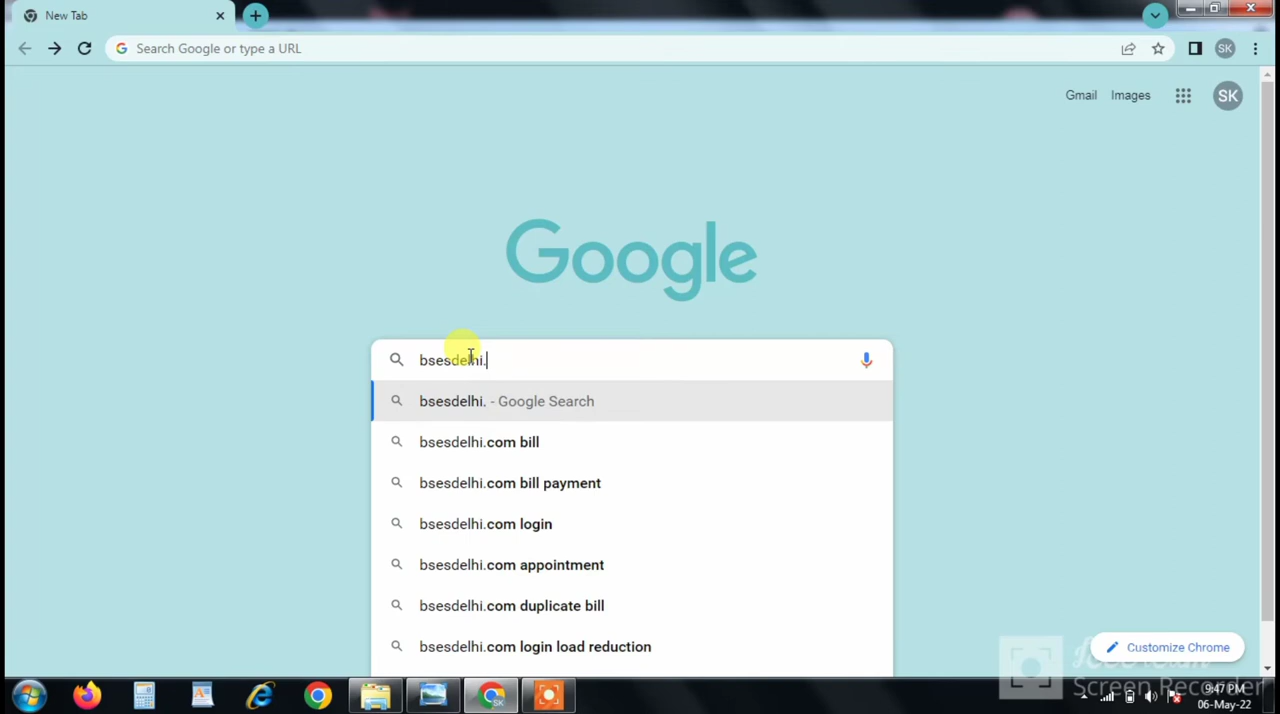 New Tab
Search Google or type a URL
SK
Gmail Images
SK
Google
bsesdelhi.
bsesdelhi. - Google Search
bsesdelhi.com bill
bsesdelhi.com bill payment
bsesdelhi.com login
bsesdelhi.com appointment
bsesdelhi.com duplicate bill
bsesdelhi.com login load reduction
Customize Chrome
Screen Recorder
SK
9:47 PM
06-May-22